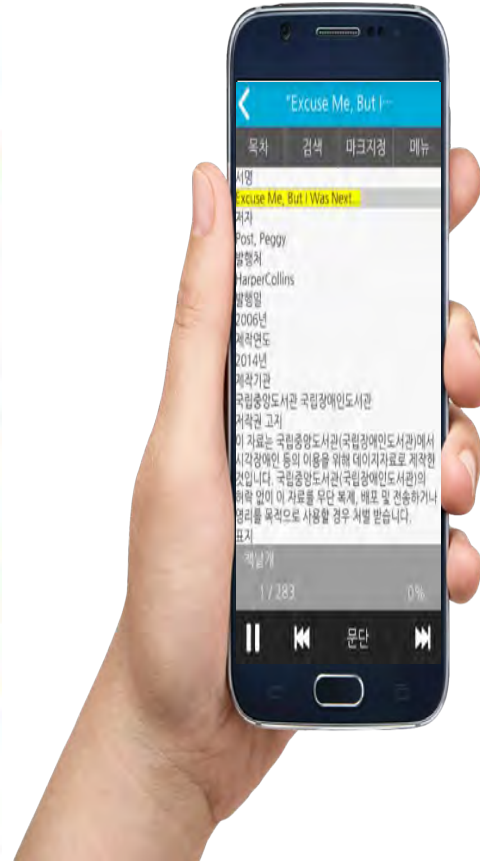 "Excuse Me, But I…
목차 검색 마크지정 메뉴
서명
Excuse Me, But I Was Next...
저자
Post, Peggy
발행처
HarperCollins
발행일
2006년
제작연도
2014년
제작기관
국립중앙도서관 국립장애인도서관
저작권 고지
이 자료는 국립중앙도서관(국립장애인도서관)에서
시각장애인 등의 이용을 위해 데이지자료로 제작한
것입니다. 국립중앙도서관(국립장애인도서관)의
허락 없이 이 자료를 무단 복제, 배포 및 전송하거나
영리를 목적으로 사용할 경우 처벌 받습니다.
표지
책날개
1 / 283 0%
문단